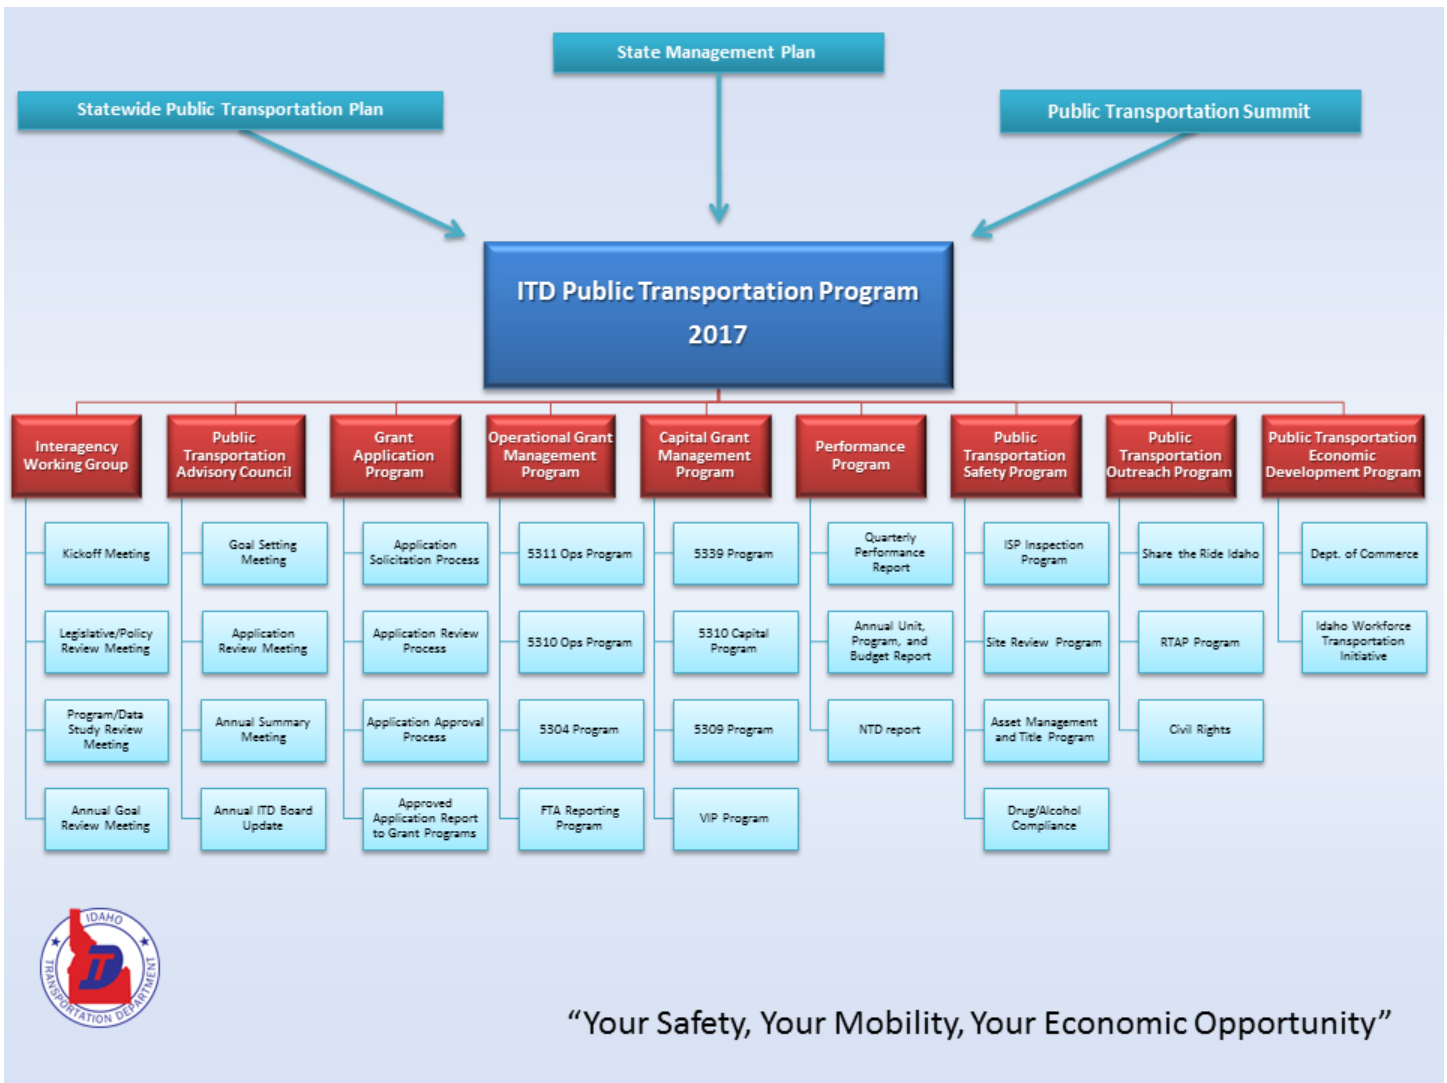 State Management Plan
Statewide Public Transportation Plan
Public Transportation Summit
ITD Public Transportation Program
2017
Interagency
Working Group
Kickoff Meeting
Legislative/Policy
Review Meeting
Program/Data
Study Review
Meeting
Annual Goal
Review Meeting
Public
Transportation
Advisory Council
Goal Setting
Meeting
Application
Review Meeting
Annual Summary
Meeting
Annual ITD Board
Update
Grant
Application
Program
Application
Solicitation Process
Application Review
Process
Application Approval
Process
Approved
Application Report
to Grant Programs
Operational Grant
Management
Program
5311 Ops Program
5310 Ops Program
5304 Program
FTA Reporting
Program
Capital Grant
Management
Program
5339 Program
5310 Capital
Program
5309 Program
VIP Program
Performance
Program
Quarterly
Performance
Report
Annual Unit,
Program, and
Budget Report
NTD report
Public
Transportation
Safety Program
ISP Inspection
Program
Site Review Program
Asset Management
and Title Program
Drug/Alcohol
Compliance
Public
Transportation
Outreach Program
Share the Ride Idaho
RTAP Program
Civil Rights
Public Transportation
Economic
Development Program
Dept. of Commerce
Idaho Workforce
Transportation
Initiative
IDAHO
TRANSPORTATION DEPARTMENT
ITD
“Your Safety, Your Mobility, Your Economic Opportunity”